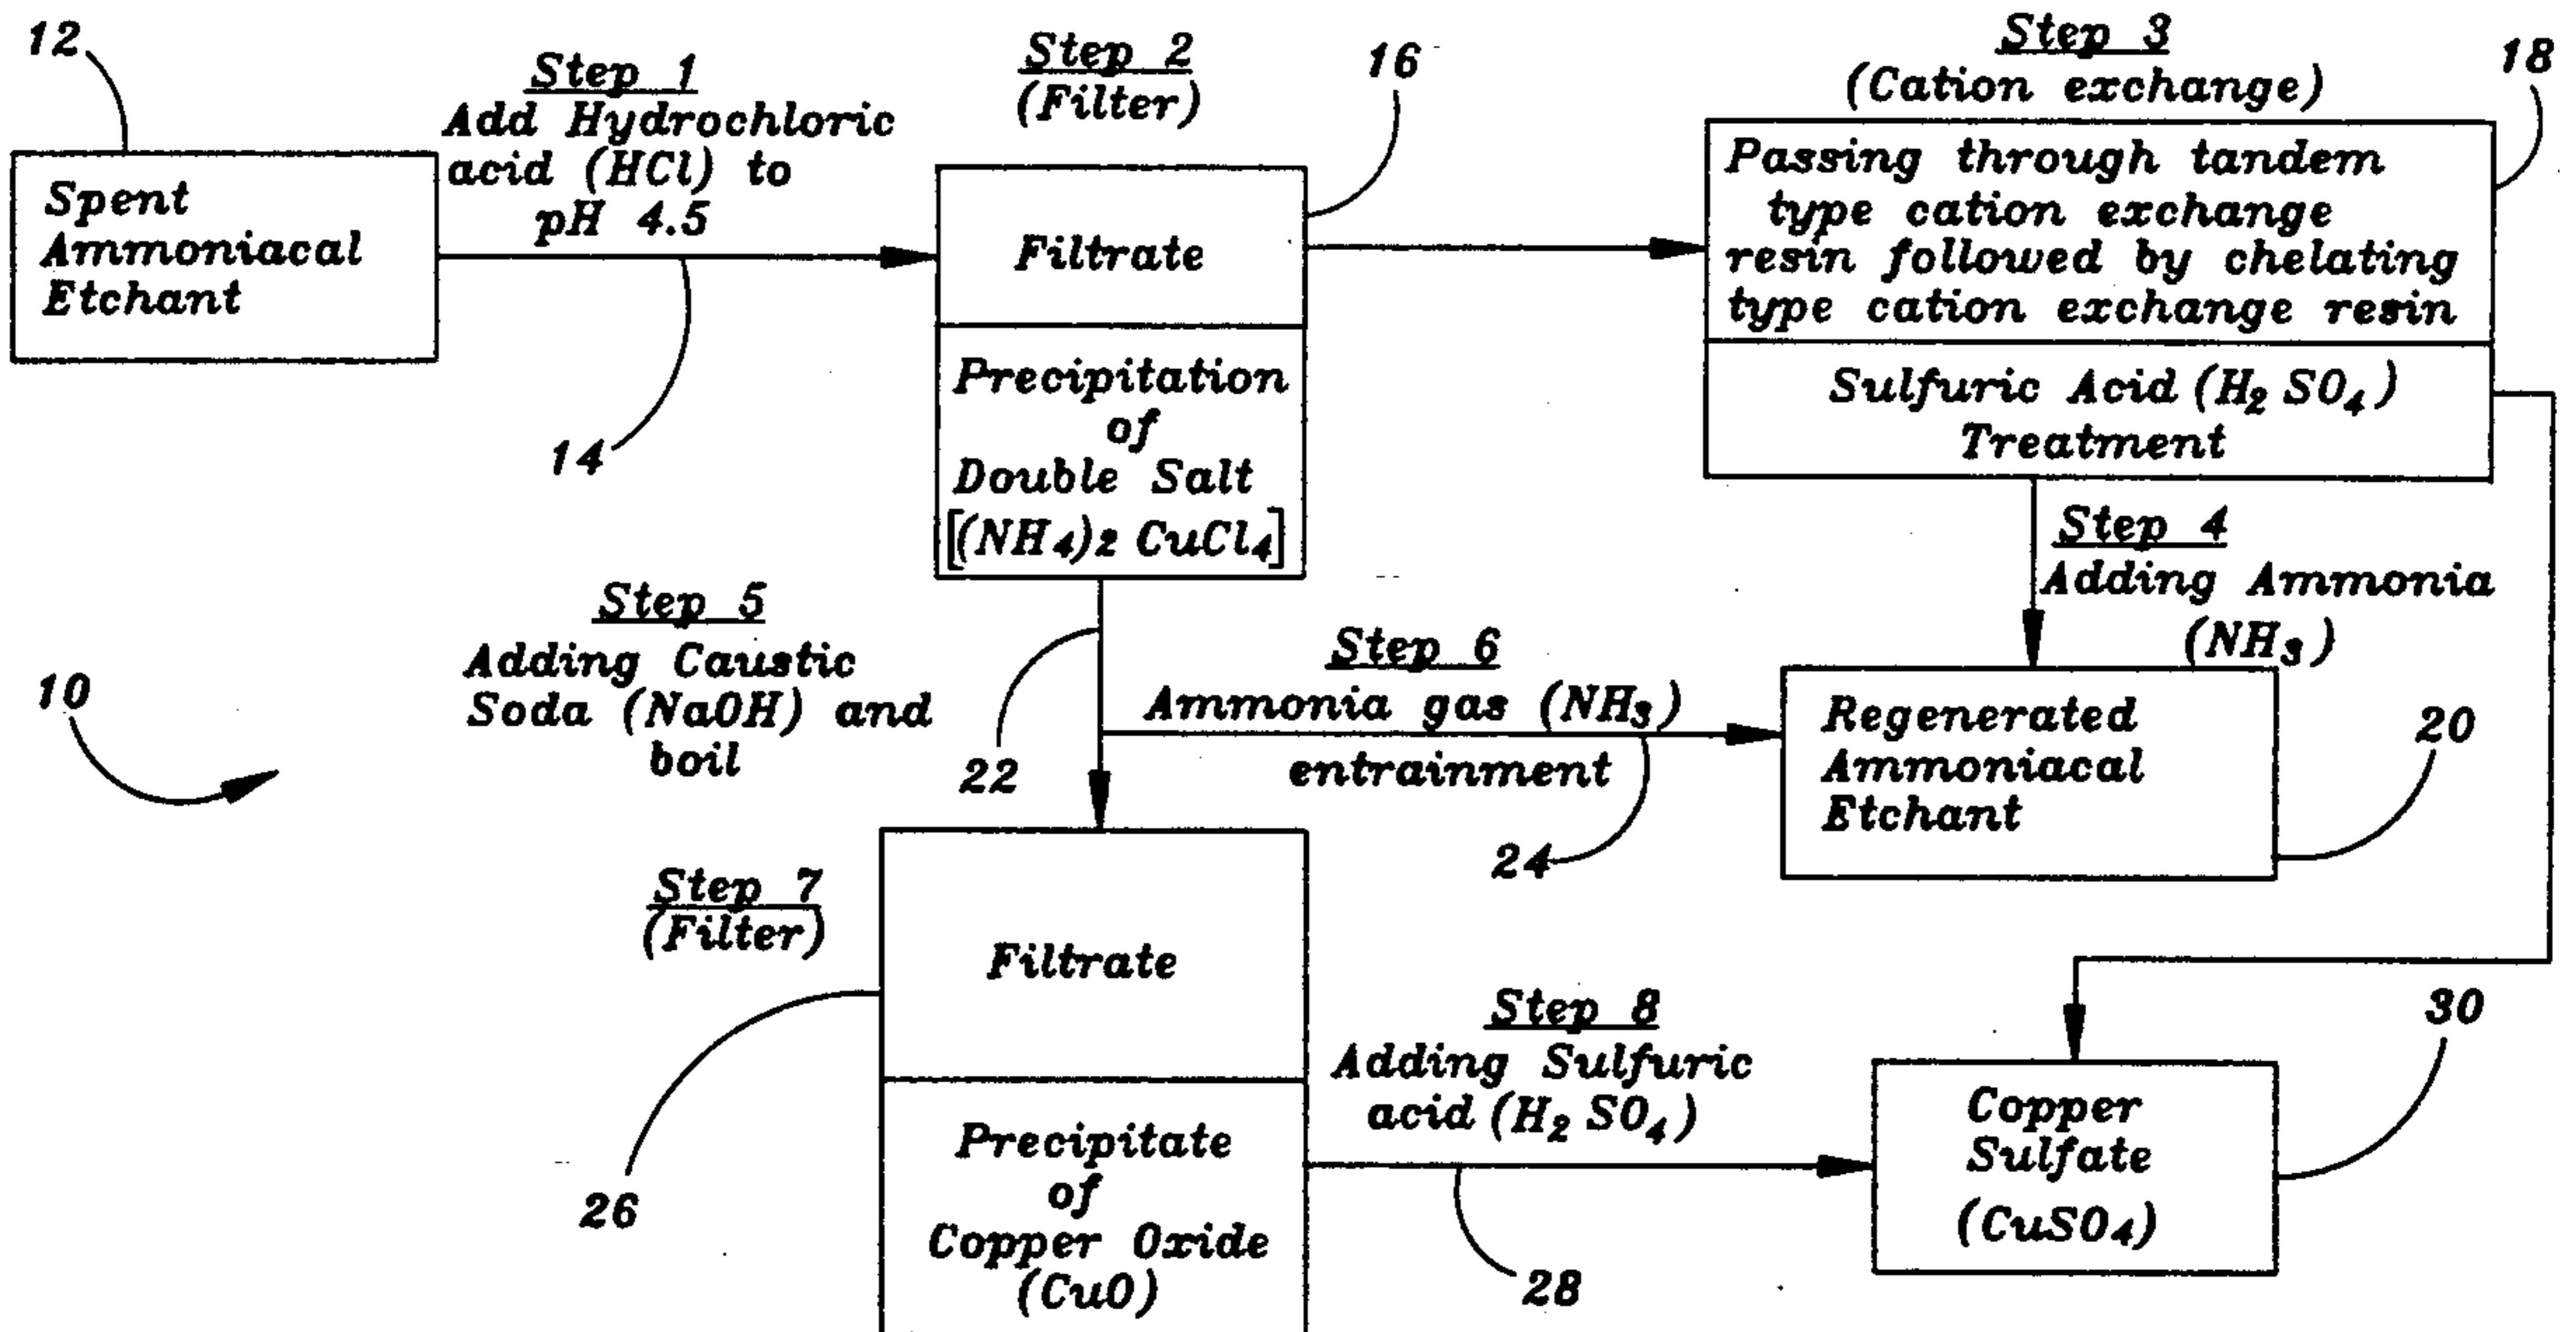 12
Spent
Ammoniacal
Etchant
Step 1
Add Hydrochloric
acid (HCl) to
pH 4.5
14
Step 2
(Filter)
16
Filtrate
Precipitation
of
Double Salt
[(NH₄)₂ CuCl₄]
Step 3
(Cation exchange)
18
Passing through tandem
type cation exchange
resin followed by chelating
type cation exchange resin
Sulfuric Acid (H₂ SO₄)
Treatment
Step 4
Adding Ammonia
(NH₃)
Step 5
Adding Caustic
Soda (NaOH) and
boil
22
10
Step 6
Ammonia gas (NH₃)
entrainment
24
Regenerated
Ammoniacal
Etchant
20
Step 7
(Filter)
26
Filtrate
Precipitate
of
Copper Oxide
(CuO)
Step 8
Adding Sulfuric
acid (H₂ SO₄)
28
Copper
Sulfate
(CuSO₄)
30